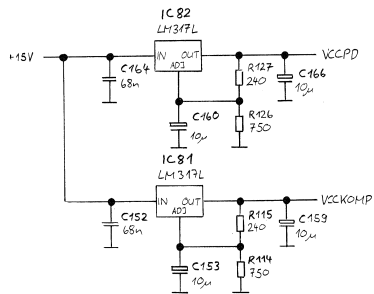 IC82
LM317L
+15V
IN OUT
ADJ
VCCPD
C164
68n
R127
240
C166
10µ
C160
10µ
R126
750
IC81
LM317L
IN OUT
ADJ
VCCKOMP
C152
68n
R115
240
C159
10µ
C153
10µ
R114
750